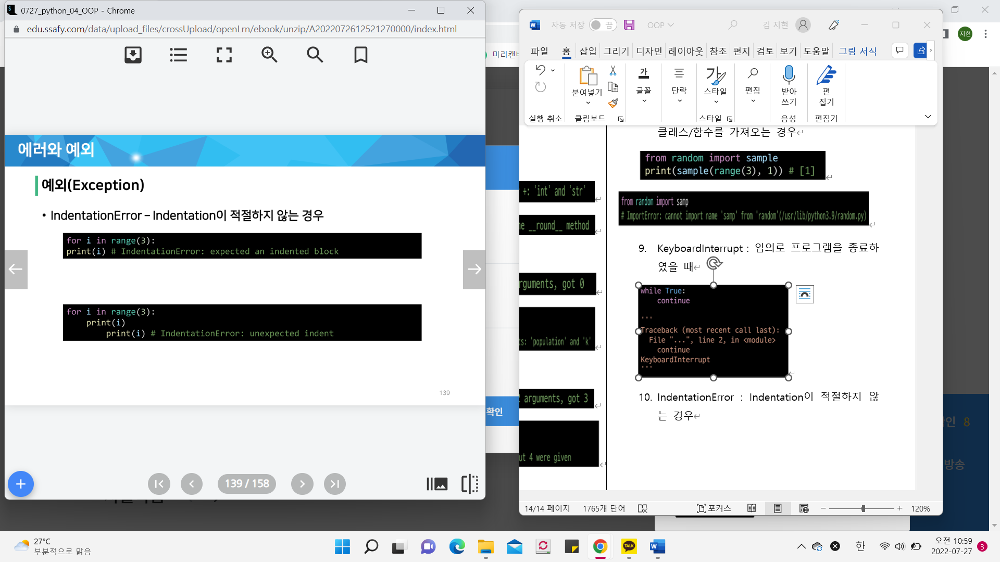 0727_python_04_OOP - Chrome
edu.ssafy.com/data/upload_files/crossUpload/openLrn/ebook/unzip/A2022072612521270000/index.html
에러와 예외
예외(Exception)
• IndentationError – Indentation이 적절하지 않는 경우
for i in range(3):
print(i) # IndentationError: expected an indented block
for i in range(3):
    print(i)
        print(i) # IndentationError: unexpected indent
139
139 / 158
미리캔버
확인
자동 저장 끔 OOP 김 지현
지현
파일 홈 삽입 그리기 디자인 레이아웃 참조 편지 검토 보기 도움말 그림 서식
붙여넣기
글꼴
단락
스타일
편집
받아
쓰기
편
집기
실행 취소 클립보드 스타일 음성 편집기
+: 'int' and 'str'
__round__ method
arguments, got 0
: 'population' and 'k'
arguments, got 3
ut 4 were given
클래스/함수를 가져오는 경우
from random import sample
print(sample(range(3), 1)) # [1]
from random import samp
# ImportError: cannot import name 'samp' from 'random'(/usr/lib/python3.9/random.py)
9. KeyboardInterrupt : 임의로 프로그램을 종료하
였을 때
while True:
    continue
'''
Traceback (most recent call last):
  File "...", line 2, in <module>
    continue
KeyboardInterrupt
'''
10. IndentationError : Indentation이 적절하지 않
는 경우
14/14 페이지 1765개 단어 포커스 120%
인 8
방송
27°C
부분적으로 맑음
TALK
한
오전 10:59
2022-07-27
3